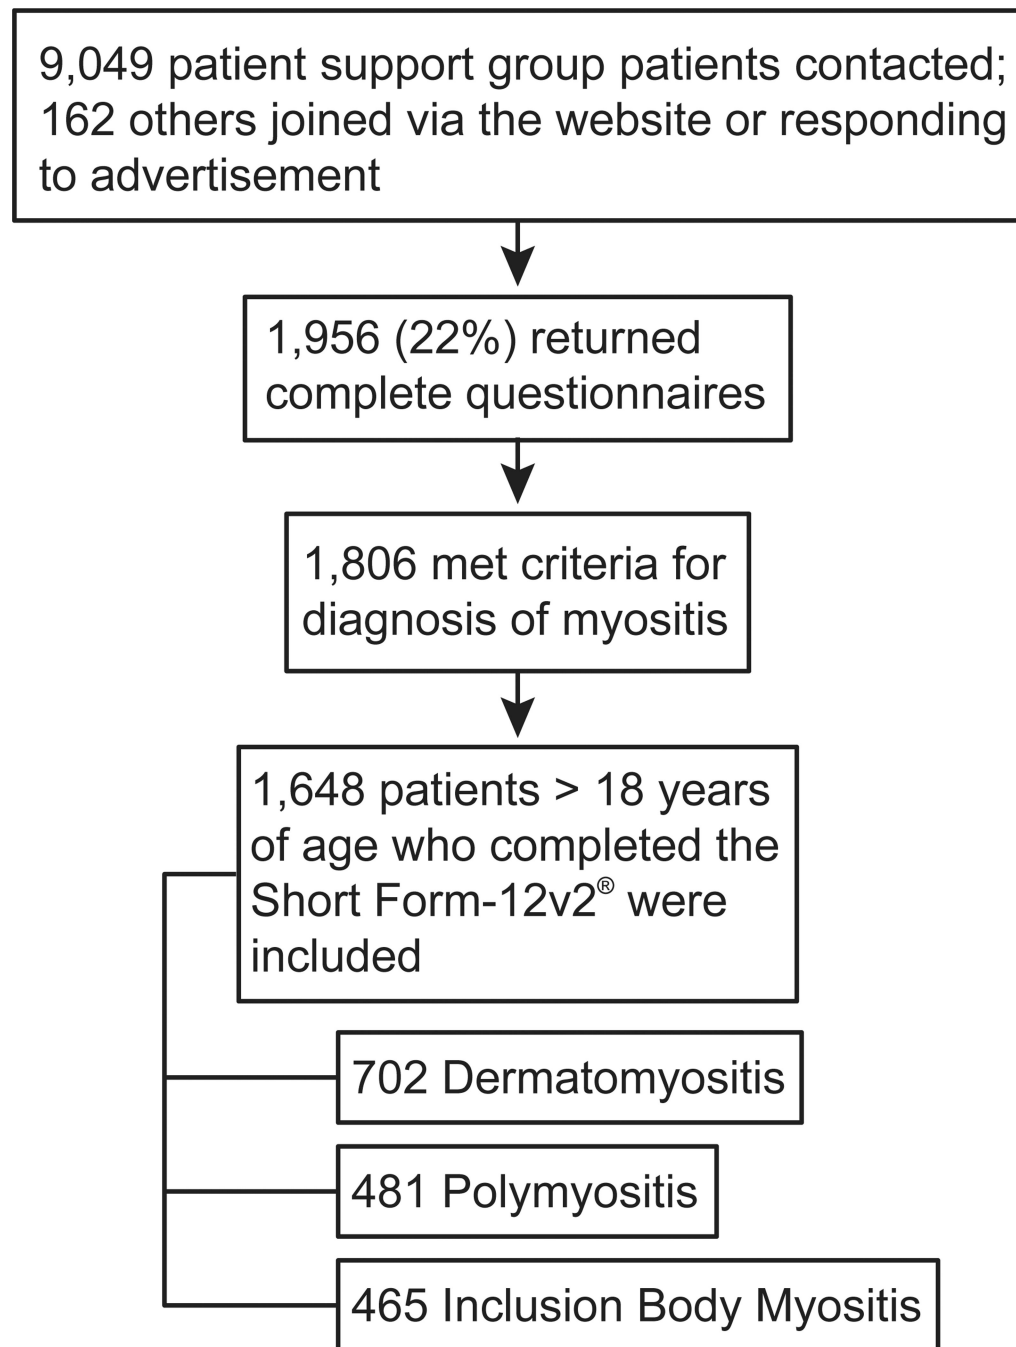 9,049 patient support group patients contacted;
162 others joined via the website or responding
to advertisement
1,956 (22%) returned
complete questionnaires
1,806 met criteria for
diagnosis of myositis
1,648 patients > 18 years
of age who completed the
Short Form-12v2® were
included
702 Dermatomyositis
481 Polymyositis
465 Inclusion Body Myositis